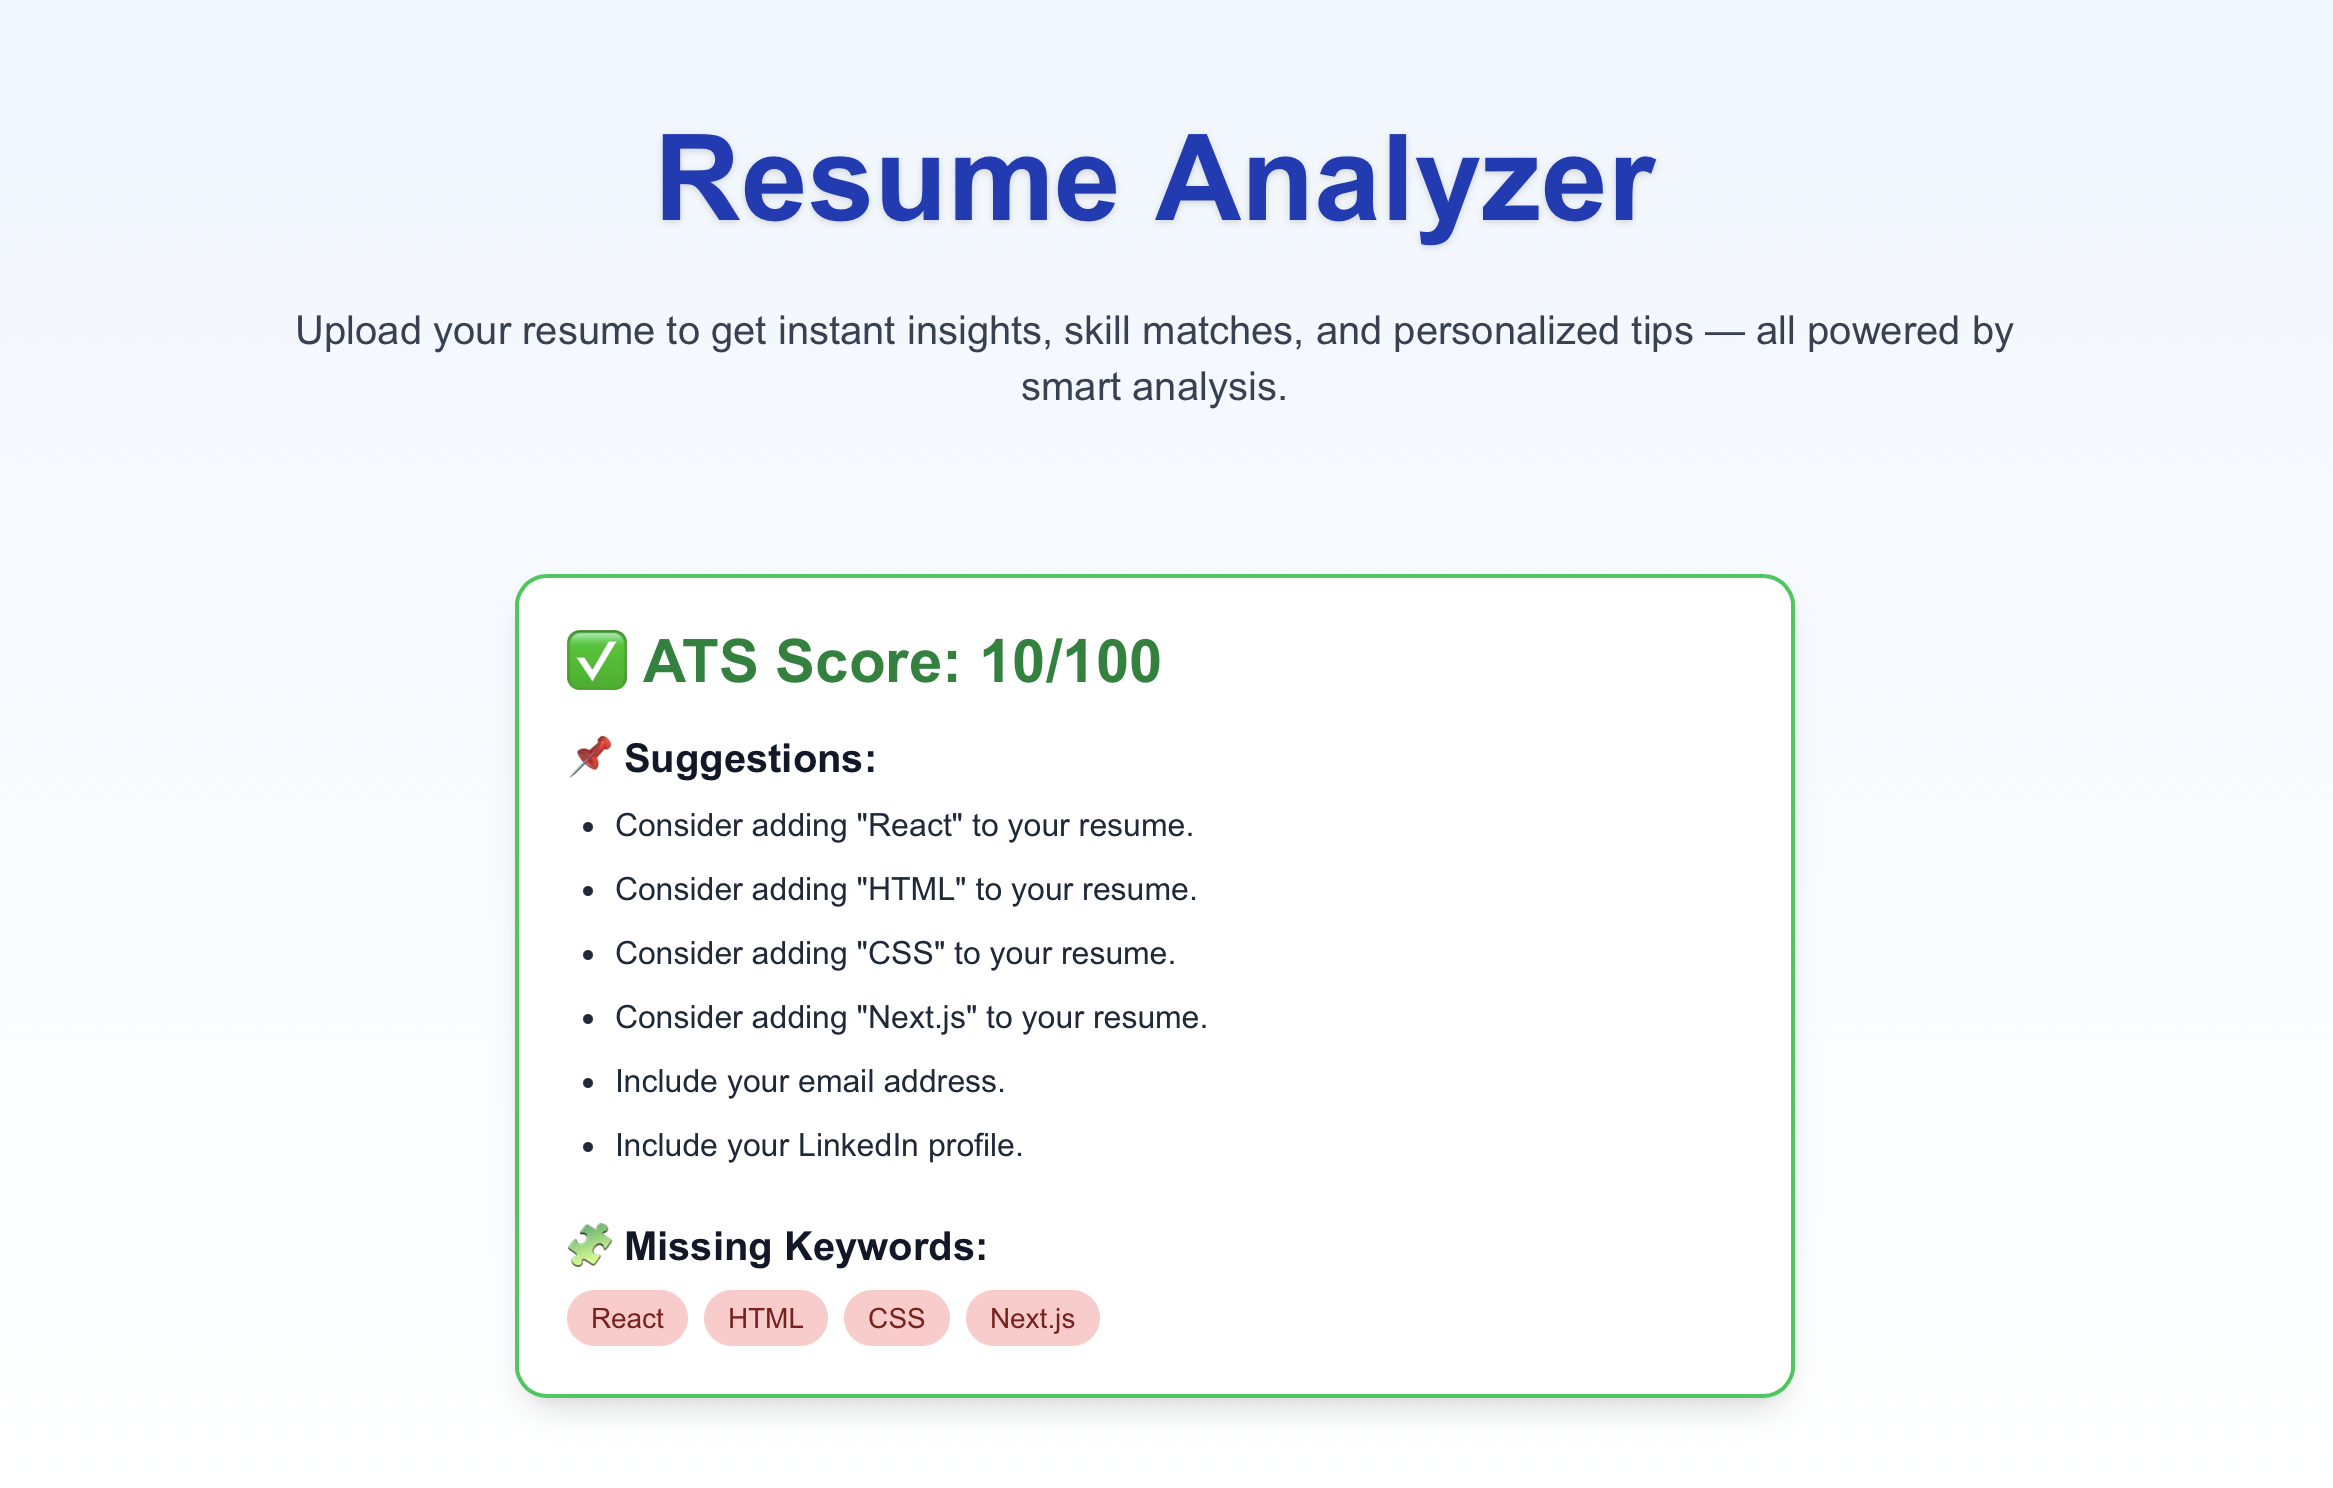 Resume Analyzer
Upload your resume to get instant insights, skill matches, and personalized tips — all powered by
smart analysis.
✅ ATS Score: 10/100
📌 Suggestions:
• Consider adding "React" to your resume.
• Consider adding "HTML" to your resume.
• Consider adding "CSS" to your resume.
• Consider adding "Next.js" to your resume.
• Include your email address.
• Include your LinkedIn profile.
🧩 Missing Keywords:
React HTML CSS Next.js